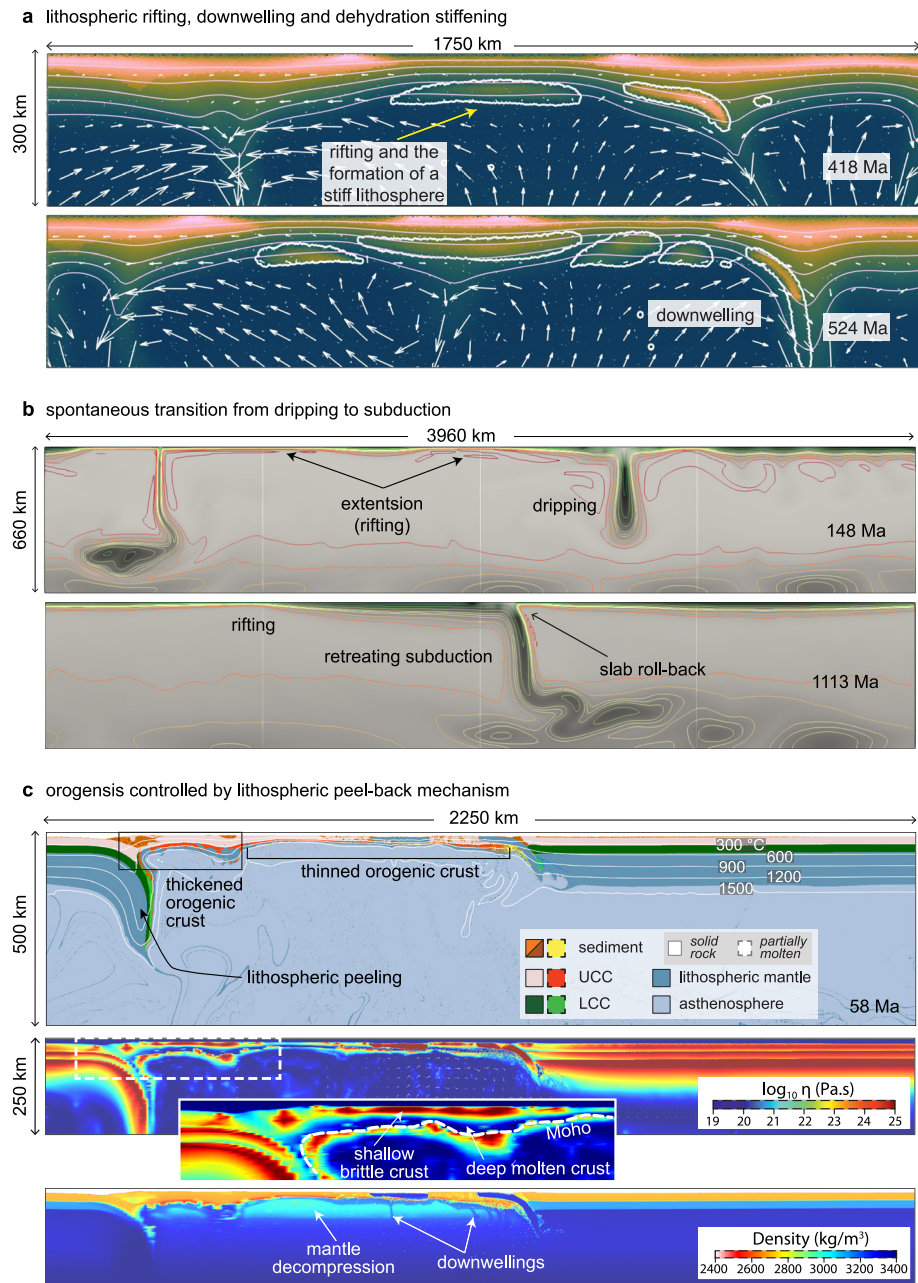 a lithospheric rifting, downwelling and dehydration stiffening
1750 km
300 km
rifting and the
formation of a
stiff lithosphere
418 Ma
downwelling
524 Ma
b spontaneous transition from dripping to subduction
3960 km
660 km
extentsion
(rifting)
dripping
148 Ma
rifting
retreating subduction
slab roll-back
1113 Ma
c orogensis controlled by lithospheric peel-back mechanism
2250 km
500 km
300 °C
600
900
1200
1500
thickened
orogenic
crust
thinned orogenic crust
lithospheric peeling
sediment
solid
rock
partially
molten
UCC
lithospheric mantle
LCC
asthenosphere
58 Ma
250 km
log10 η (Pa.s)
19 20 21 22 23 24 25
Moho
shallow
brittle crust
deep molten crust
mantle
decompression
downwellings
Density (kg/m³)
2400 2600 2800 3000 3200 3400